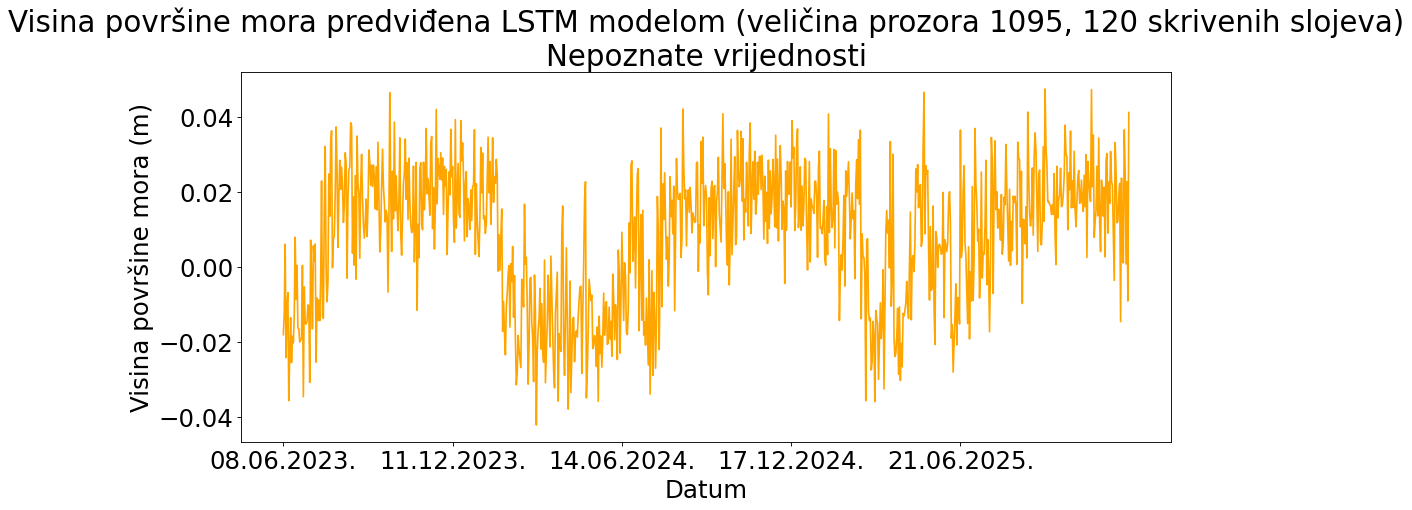 Visina površine mora predviđena LSTM modelom (veličina prozora 1095, 120 skrivenih slojeva)
Nepoznate vrijednosti
Visina površine mora (m)
0.04
0.02
0.00
−0.02
−0.04
08.06.2023. 11.12.2023. 14.06.2024. 17.12.2024. 21.06.2025.
Datum